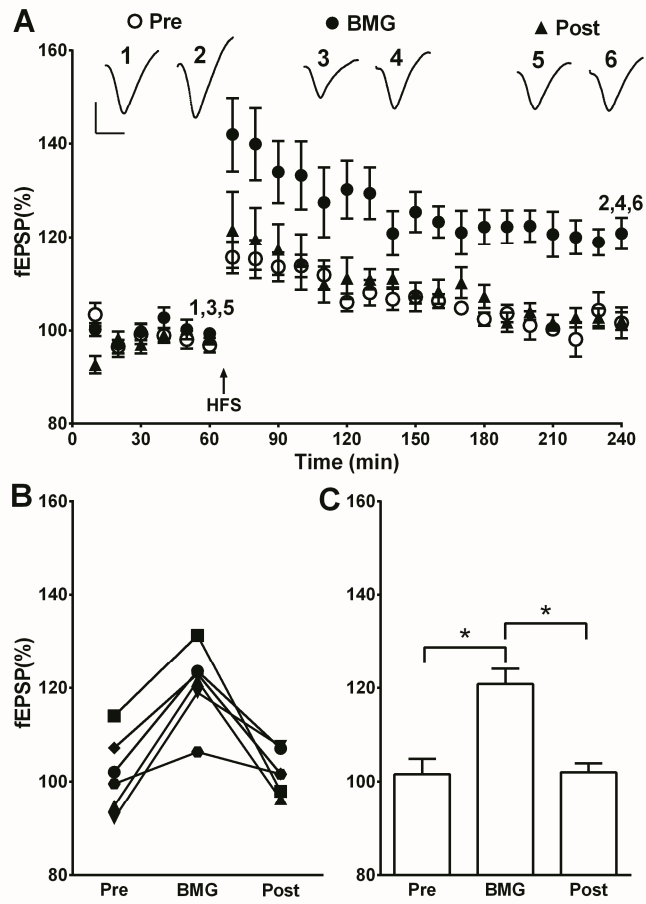 A
Pre BMG Post
1 2 3 4 5 6
160
140
120
100
80
fEPSP(%)
2,4,6
1,3,5
HFS
0 30 60 90 120 150 180 210 240
Time (min)
B
160
140
120
100
80
fEPSP(%)
Pre BMG Post
C
160
140
120
100
80
* *
Pre BMG Post